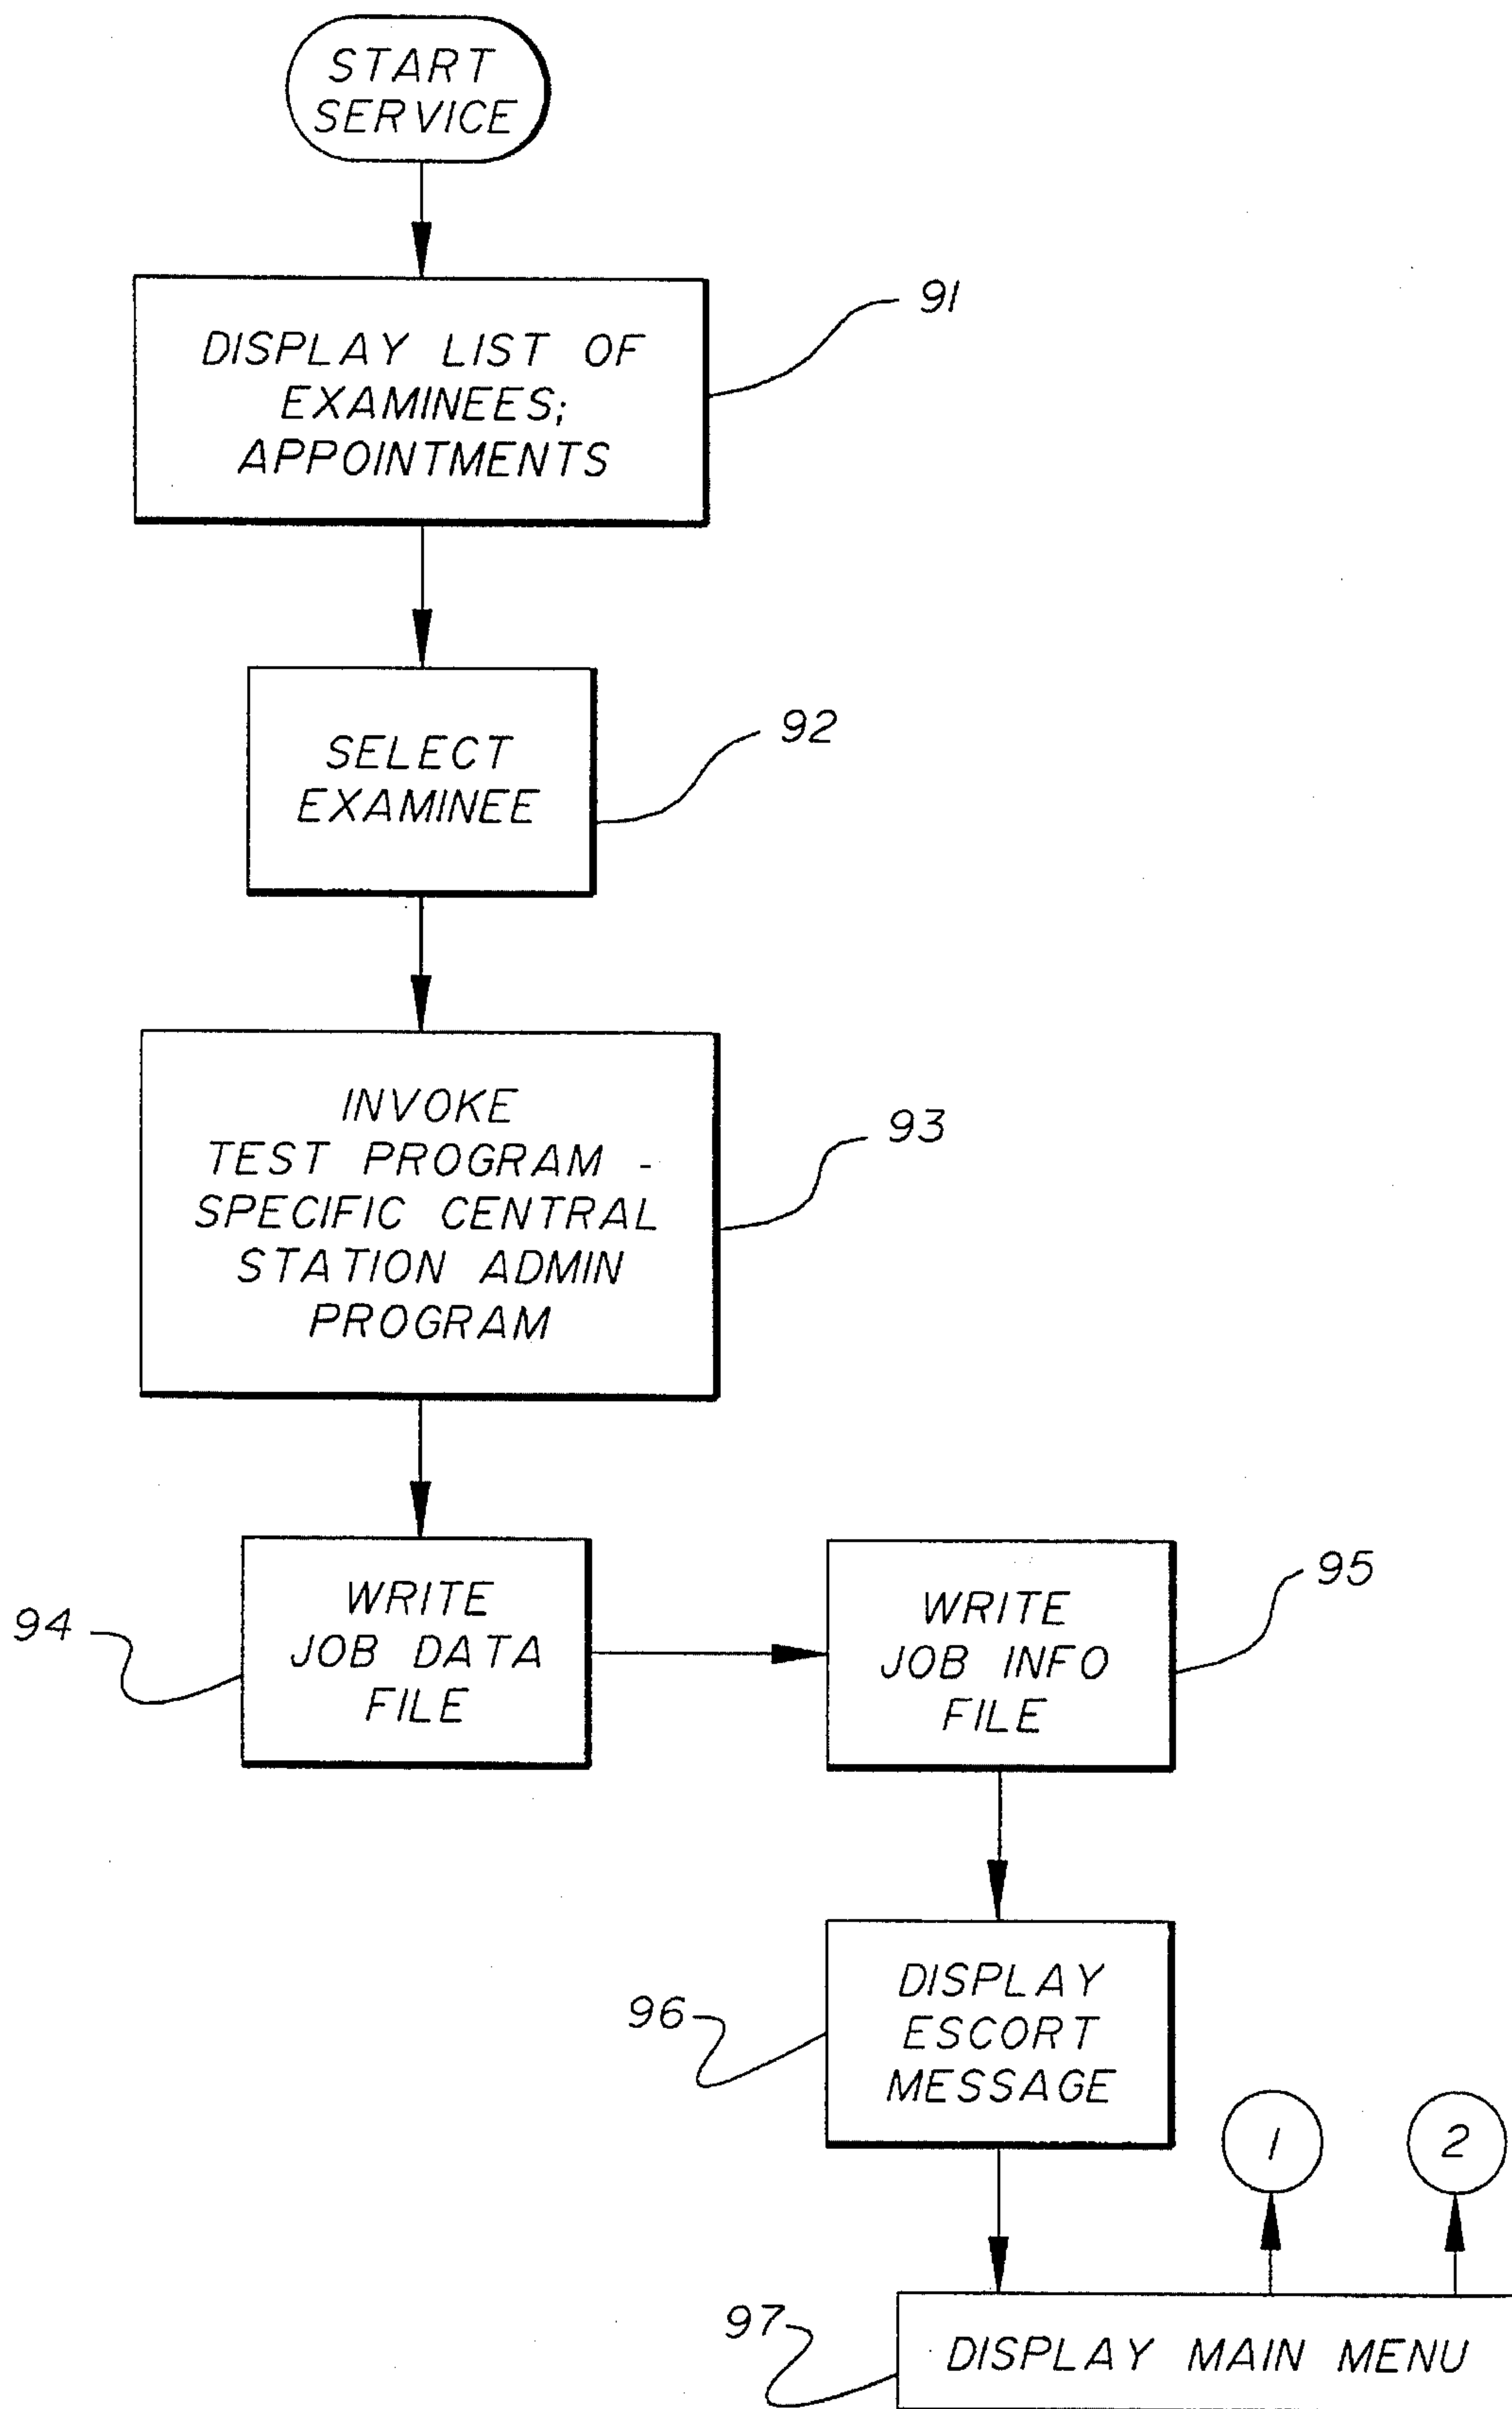 START
SERVICE
91
DISPLAY LIST OF
EXAMINEES;
APPOINTMENTS
92
SELECT
EXAMINEE
93
INVOKE
TEST PROGRAM -
SPECIFIC CENTRAL
STATION ADMIN
PROGRAM
94
WRITE
JOB DATA
FILE
95
WRITE
JOB INFO
FILE
96
DISPLAY
ESCORT
MESSAGE
1
2
97
DISPLAY MAIN MENU